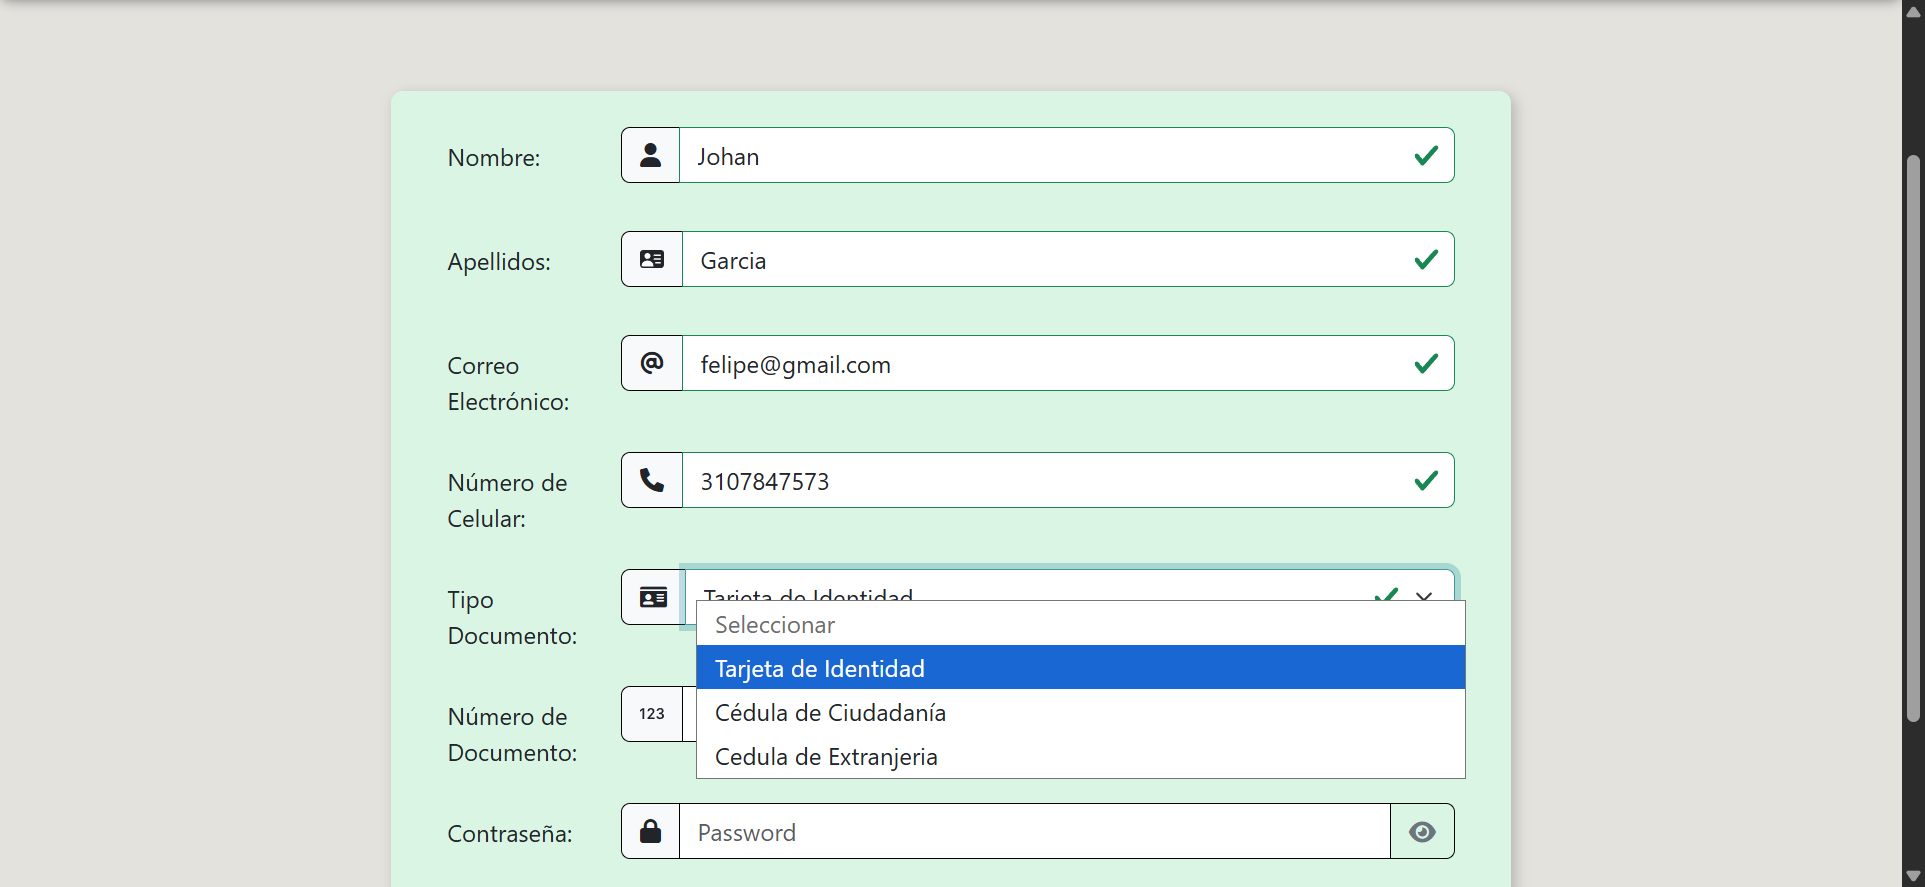 Nombre:
Johan
Apellidos:
Garcia
Correo
Electrónico:
@
felipe@gmail.com
Número de
Celular:
3107847573
Tipo
Documento:
Tarjeta de Identidad
Seleccionar
Tarjeta de Identidad
Cédula de Ciudadanía
Cedula de Extranjeria
Número de
Documento:
123
Contraseña:
Password